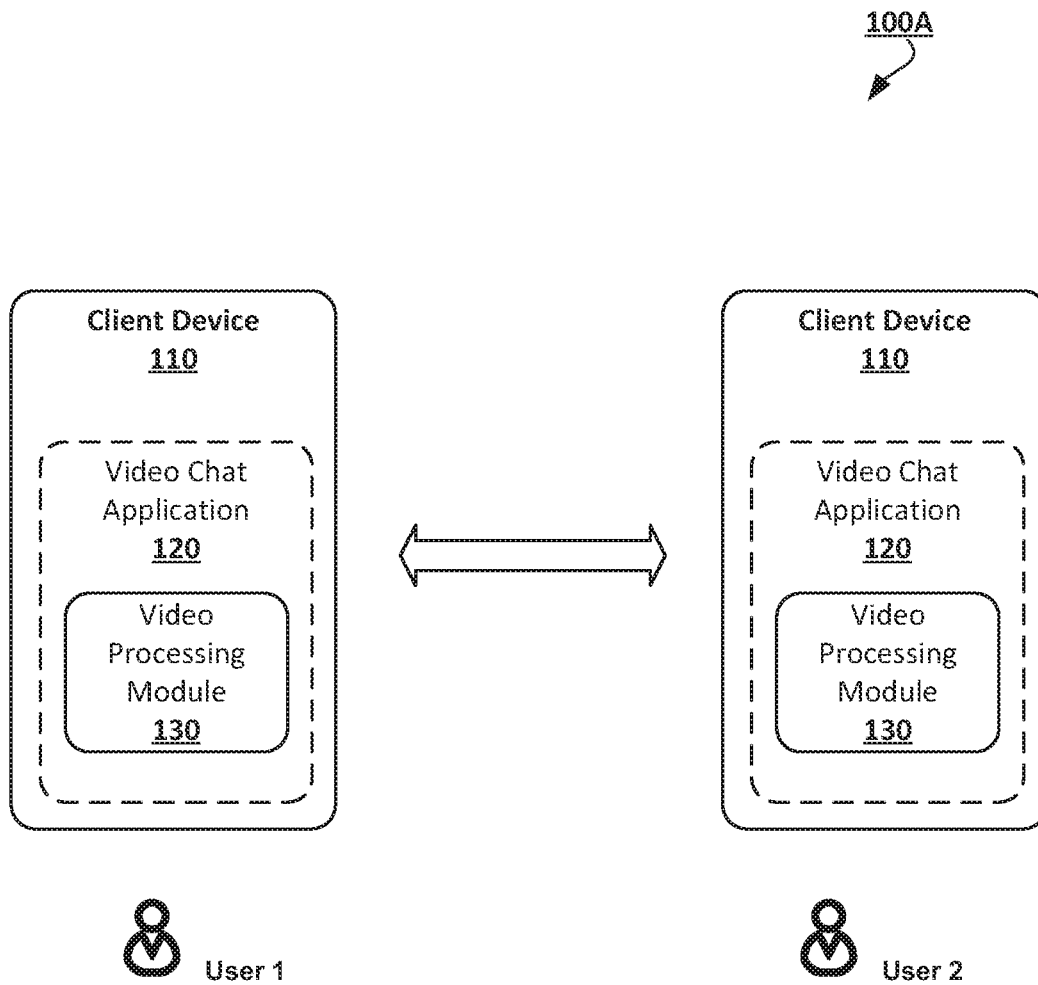 100A
Client Device
110
Video Chat
Application
120
Video
Processing
Module
130
User 1
Client Device
110
Video Chat
Application
120
Video
Processing
Module
130
User 2